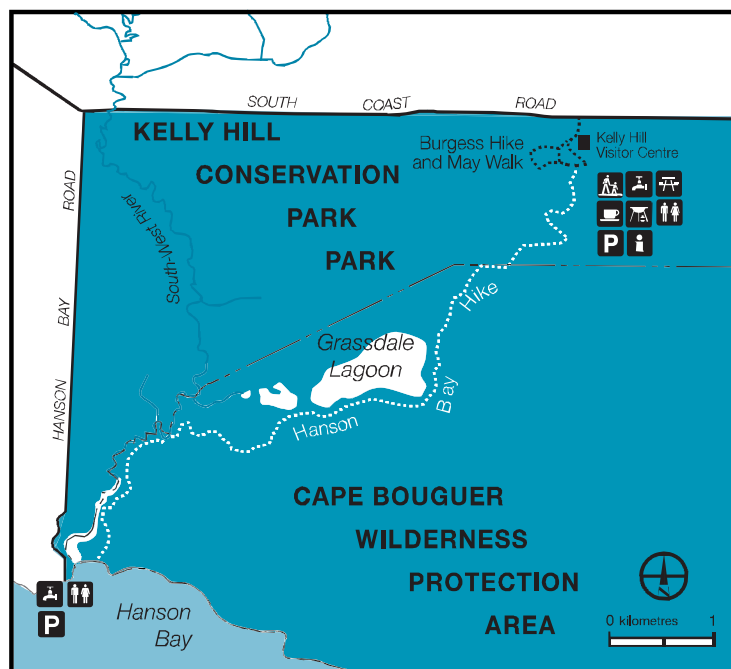 SOUTH COAST ROAD
KELLY HILL
CONSERVATION
PARK
PARK
Burgess Hike
and May Walk
Kelly Hill
Visitor Centre
P
i
HANSON BAY ROAD
South-West River
Grassdale
Lagoon
Hanson Bay Hike
CAPE BOUGUER
WILDERNESS
PROTECTION
AREA
P
Hanson
Bay
0 kilometres 1